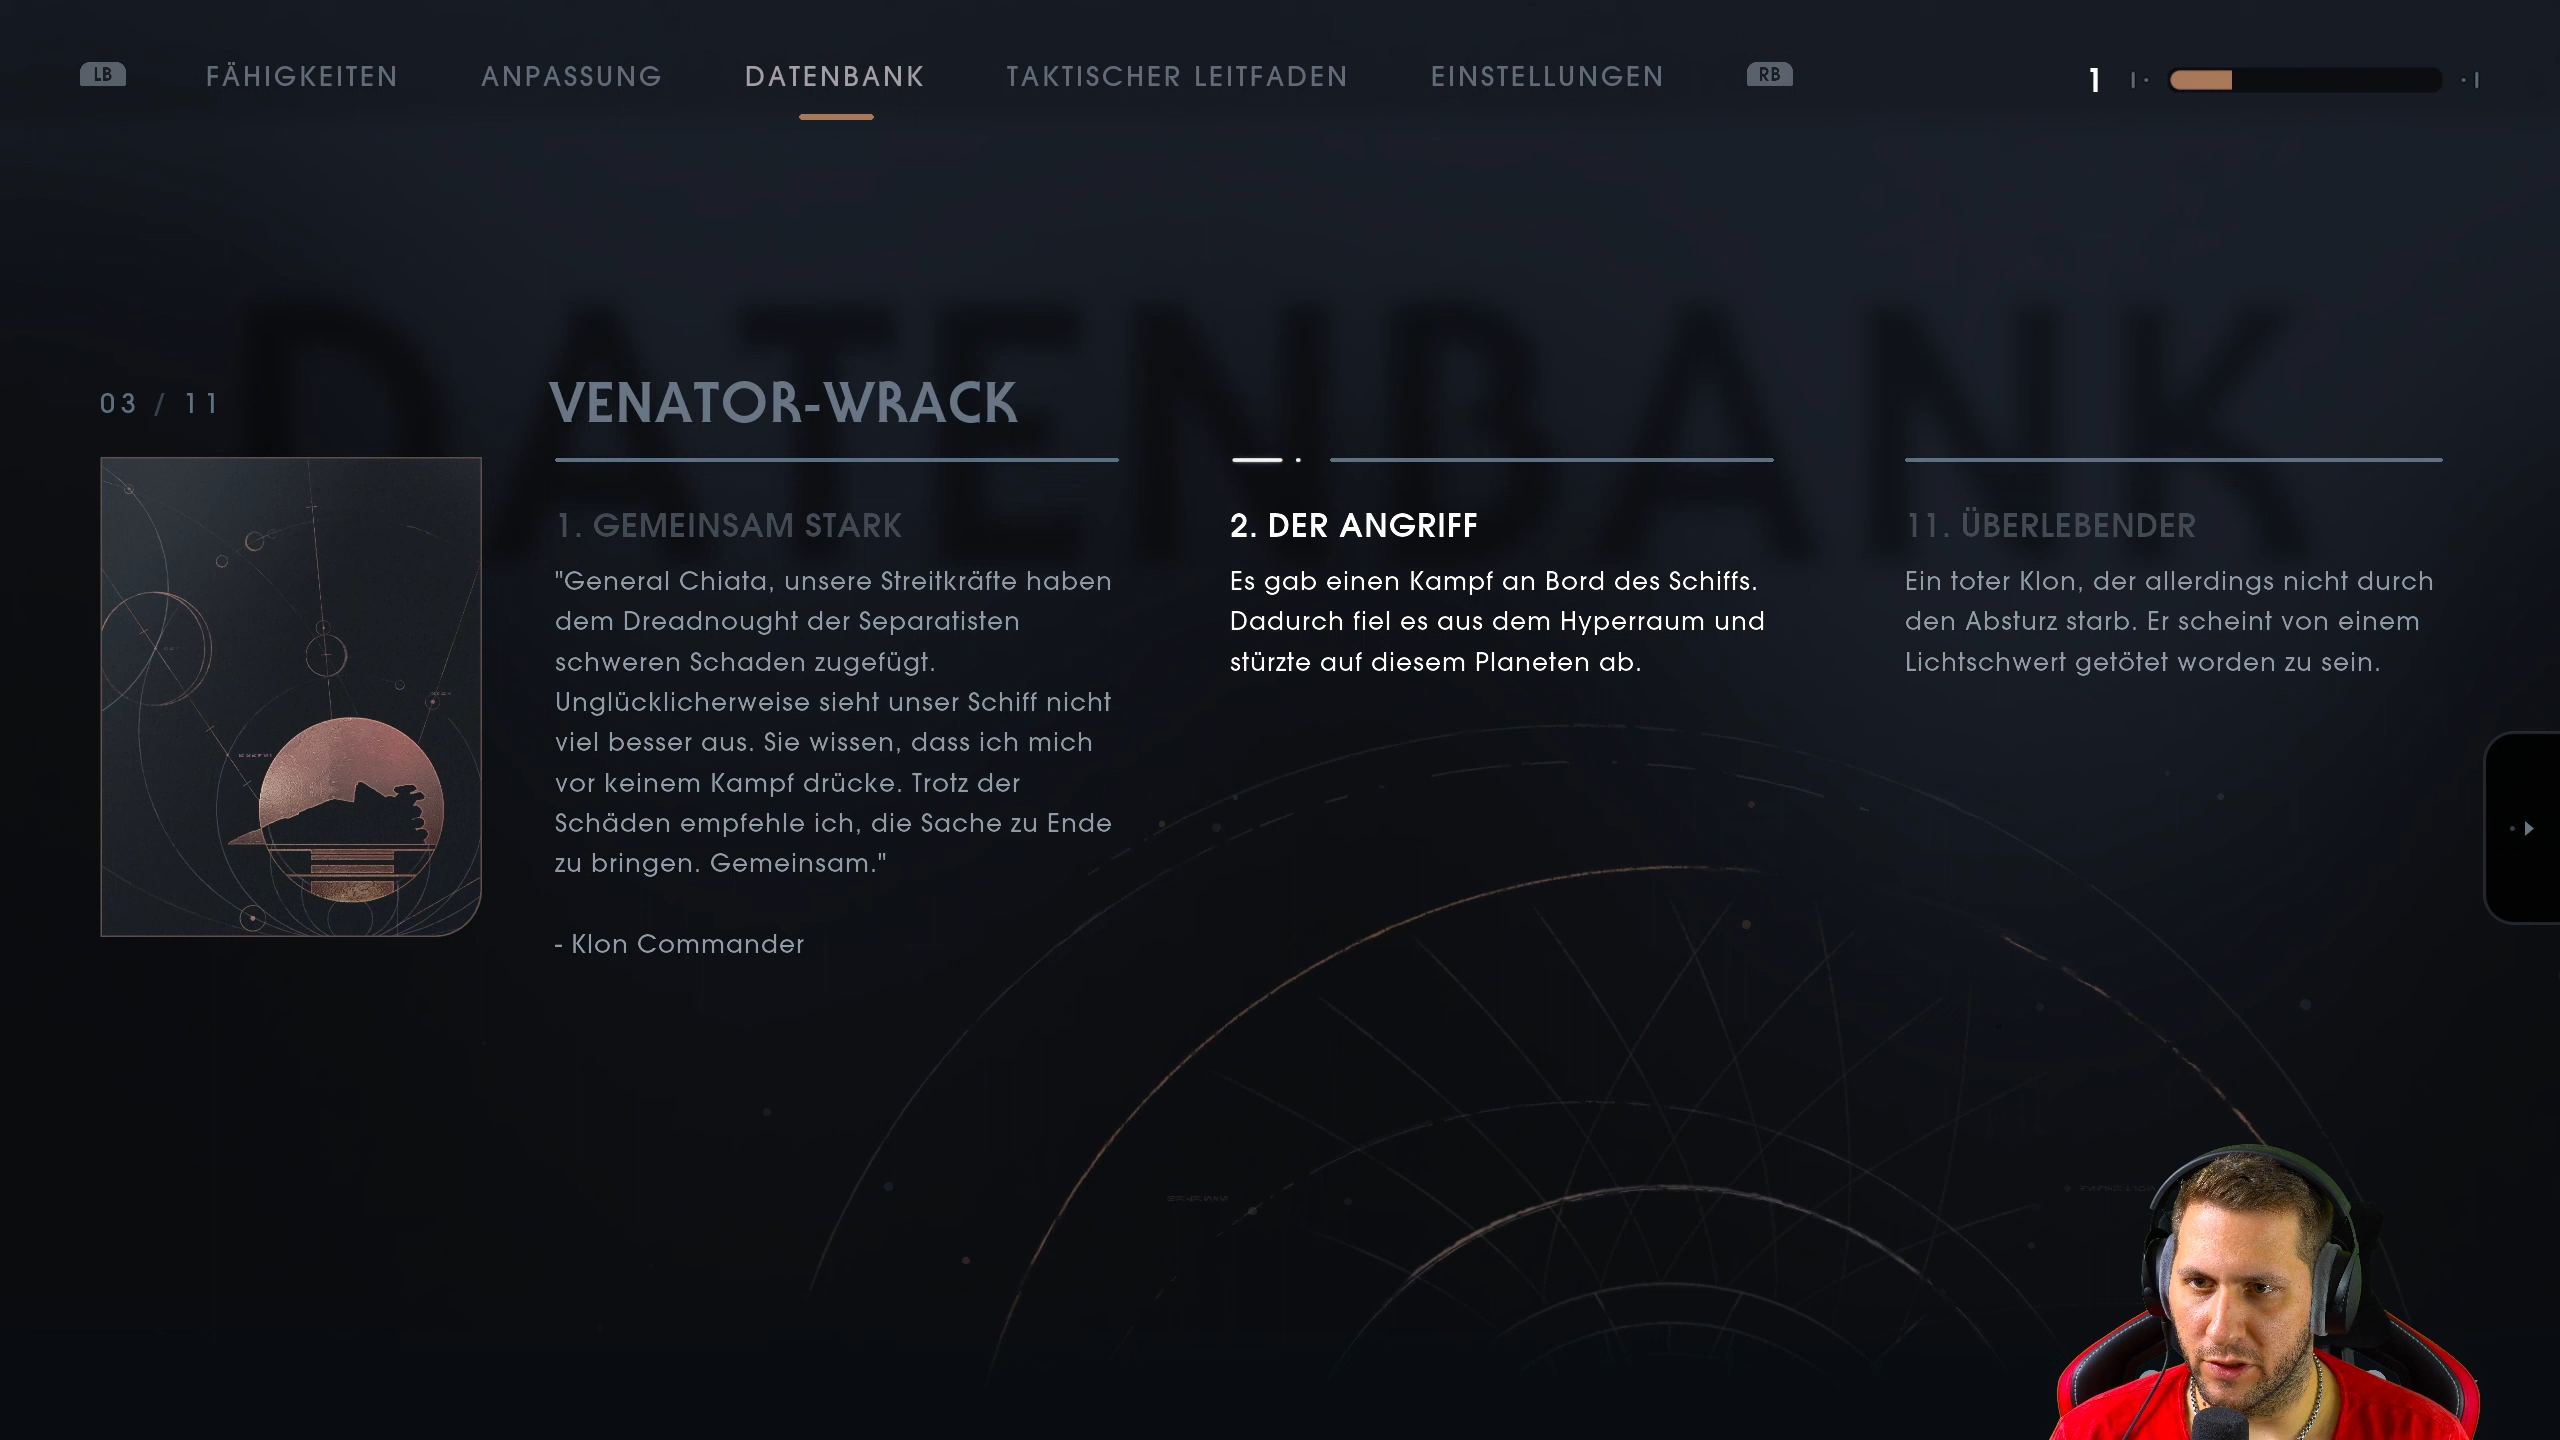 LB FÄHIGKEITEN ANPASSUNG DATENBANK TAKTISCHER LEITFADEN EINSTELLUNGEN RB 1
DATENBANK
03 / 11
VENATOR-WRACK
1. GEMEINSAM STARK
"General Chiata, unsere Streitkräfte haben
dem Dreadnought der Separatisten
schweren Schaden zugefügt.
Unglücklicherweise sieht unser Schiff nicht
viel besser aus. Sie wissen, dass ich mich
vor keinem Kampf drücke. Trotz der
Schäden empfehle ich, die Sache zu Ende
zu bringen. Gemeinsam."
- Klon Commander
2. DER ANGRIFF
Es gab einen Kampf an Bord des Schiffs.
Dadurch fiel es aus dem Hyperraum und
stürzte auf diesem Planeten ab.
11. ÜBERLEBENDER
Ein toter Klon, der allerdings nicht durch
den Absturz starb. Er scheint von einem
Lichtschwert getötet worden zu sein.